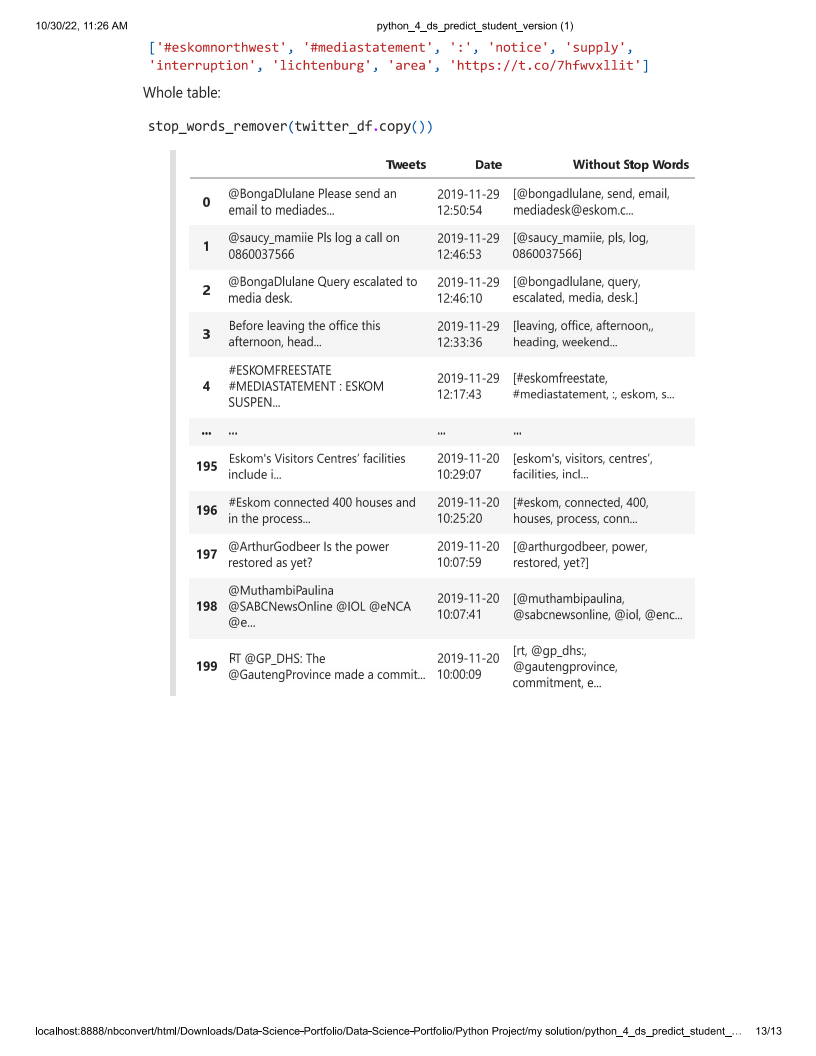 10/30/22, 11:26 AM python_4_ds_predict_student_version (1)
['#eskomnorthwest', '#mediastatement', ':', 'notice', 'supply',
'interruption', 'lichtenburg', 'area', 'https://t.co/7hfwvxllit']
Whole table:
stop_words_remover(twitter_df.copy())
Tweets Date Without Stop Words
0 @BongaDlulane Please send an email to mediades... 2019-11-29 12:50:54 [@bongadlulane, send, email, mediadesk@eskom.c...
1 @saucy_mamiie Pls log a call on 0860037566 2019-11-29 12:46:53 [@saucy_mamiie, pls, log, 0860037566]
2 @BongaDlulane Query escalated to media desk. 2019-11-29 12:46:10 [@bongadlulane, query, escalated, media, desk.]
3 Before leaving the office this afternoon, head... 2019-11-29 12:33:36 [leaving, office, afternoon,, heading, weekend...
4 #ESKOMFREESTATE #MEDIASTATEMENT : ESKOM SUSPEN... 2019-11-29 12:17:43 [#eskomfreestate, #mediastatement, :, eskom, s...
... ... ... ...
195 Eskom's Visitors Centres’ facilities include i... 2019-11-20 10:29:07 [eskom's, visitors, centres’, facilities, incl...
196 #Eskom connected 400 houses and in the process... 2019-11-20 10:25:20 [#eskom, connected, 400, houses, process, conn...
197 @ArthurGodbeer Is the power restored as yet? 2019-11-20 10:07:59 [@arthurgodbeer, power, restored, yet?]
198 @MuthambiPaulina @SABCNewsOnline @IOL @eNCA @e... 2019-11-20 10:07:41 [@muthambipaulina, @sabcnewsonline, @iol, @enc...
199 RT @GP_DHS: The @GautengProvince made a commit... 2019-11-20 10:00:09 [rt, @gp_dhs:, @gautengprovince, commitment, e...
localhost:8888/nbconvert/html/Downloads/Data-Science-Portfolio/Data-Science-Portfolio/Python Project/my solution/python_4_ds_predict_student_… 13/13